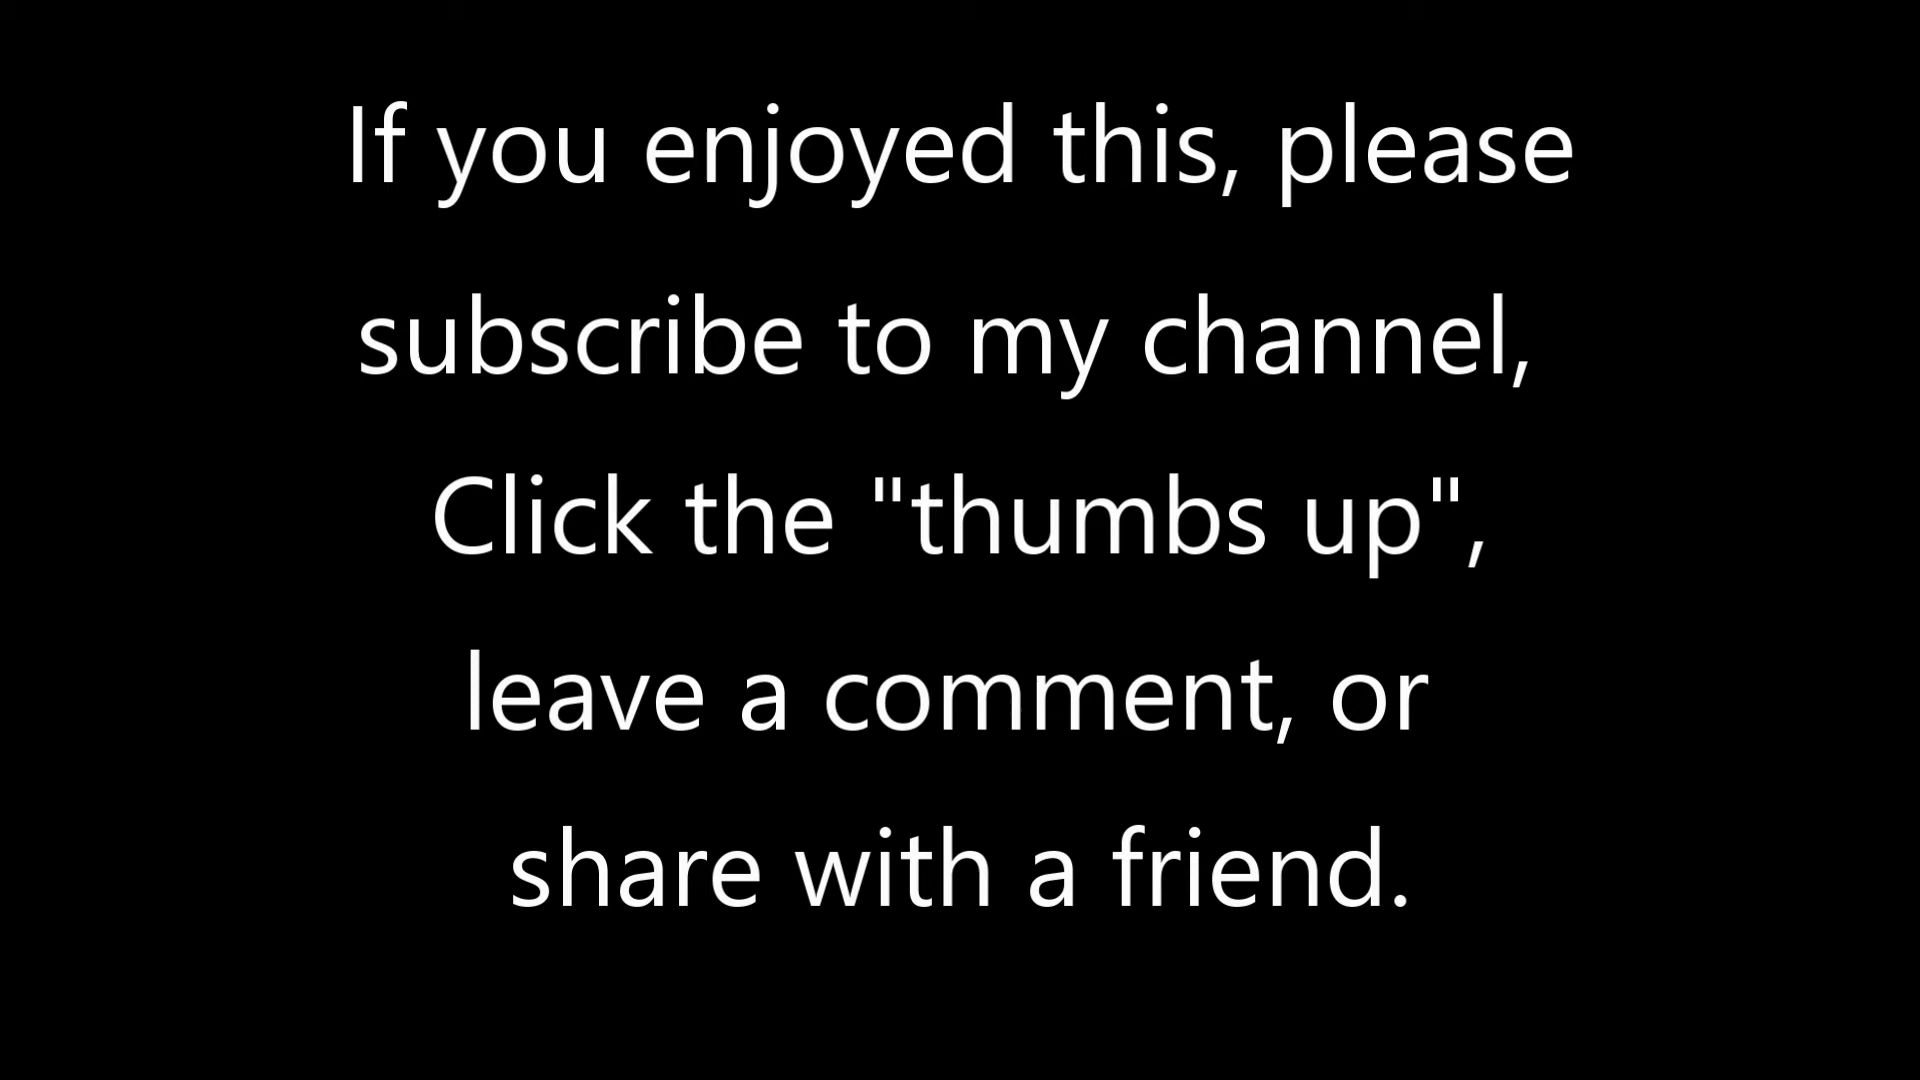 If you enjoyed this, please
subscribe to my channel,
Click the "thumbs up",
leave a comment, or
share with a friend.